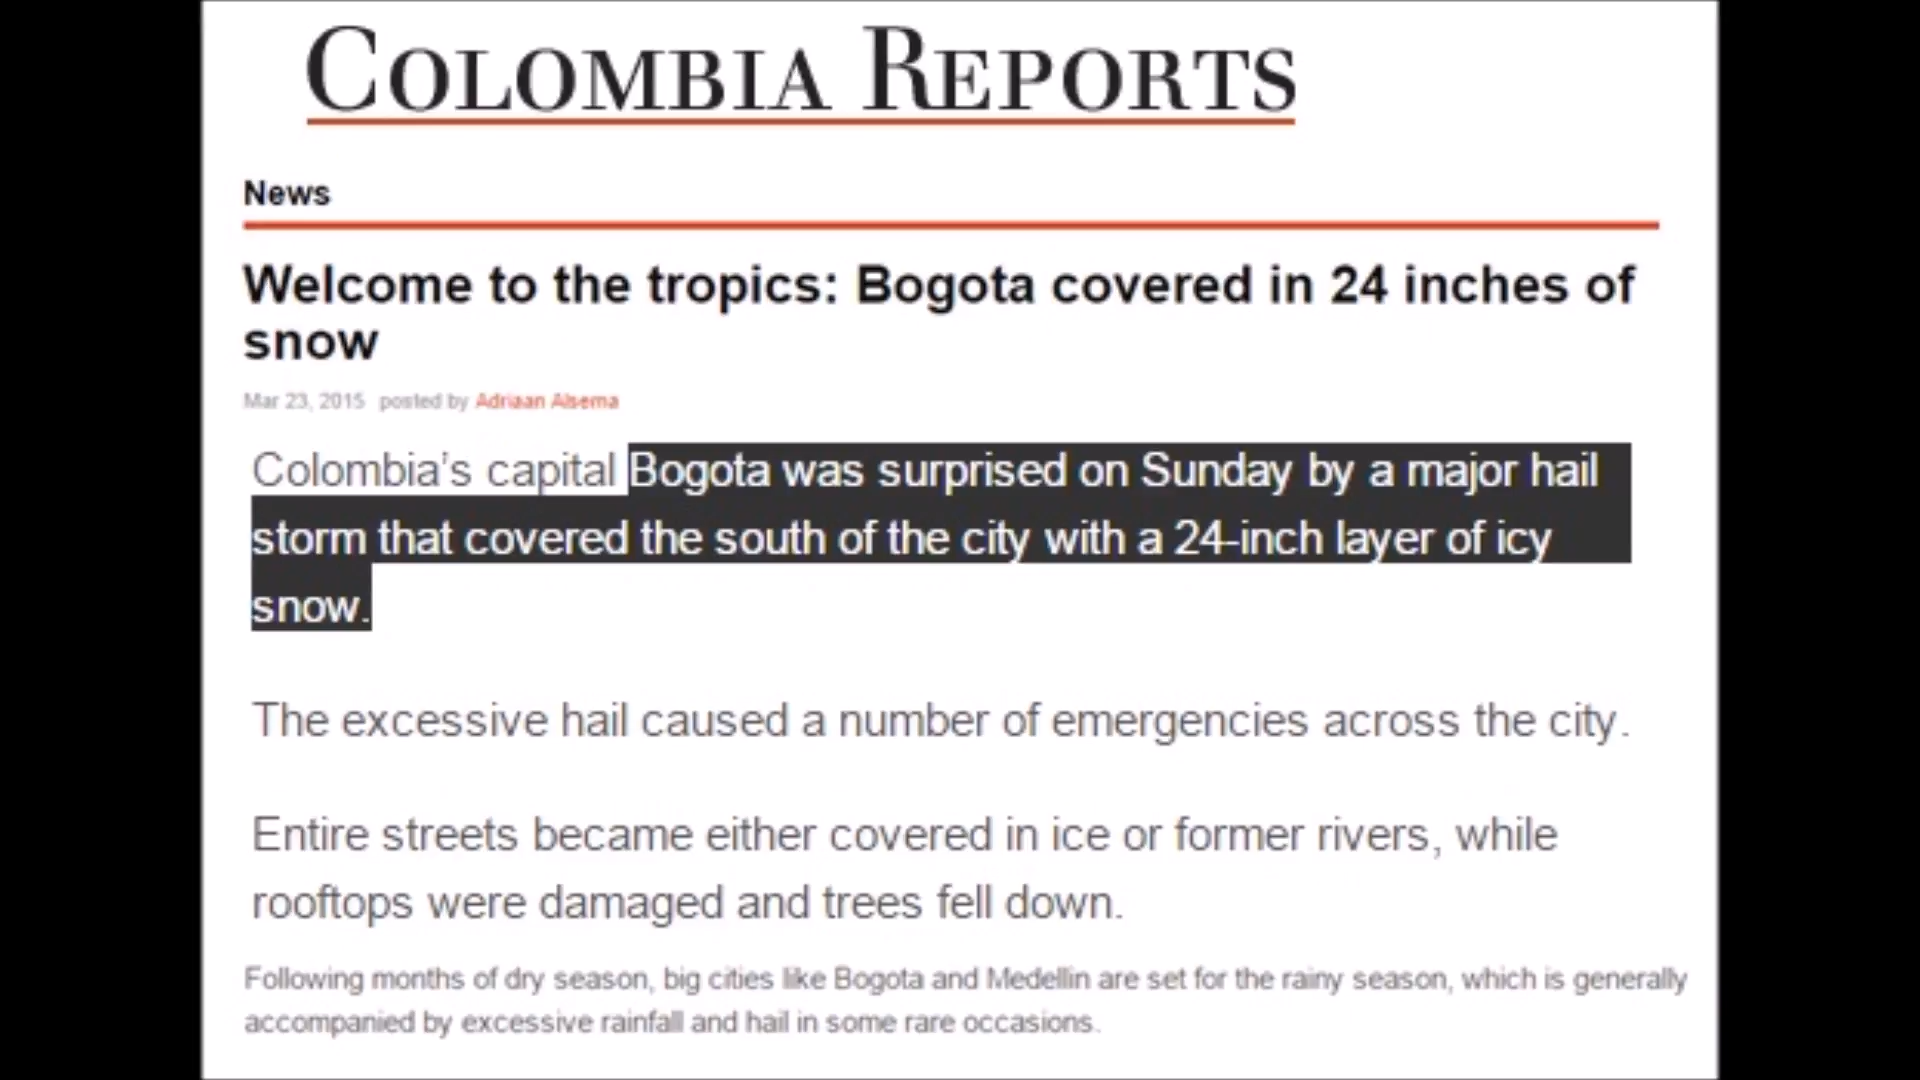 COLOMBIA REPORTS
News
Welcome to the tropics: Bogota covered in 24 inches of
snow
Mar 23, 2015 posted by Adriaan Alsema
Colombia's capital Bogota was surprised on Sunday by a major hail
storm that covered the south of the city with a 24-inch layer of icy
snow.
The excessive hail caused a number of emergencies across the city.
Entire streets became either covered in ice or former rivers, while
rooftops were damaged and trees fell down.
Following months of dry season, big cities like Bogota and Medellin are set for the rainy season, which is generally
accompanied by excessive rainfall and hail in some rare occasions.